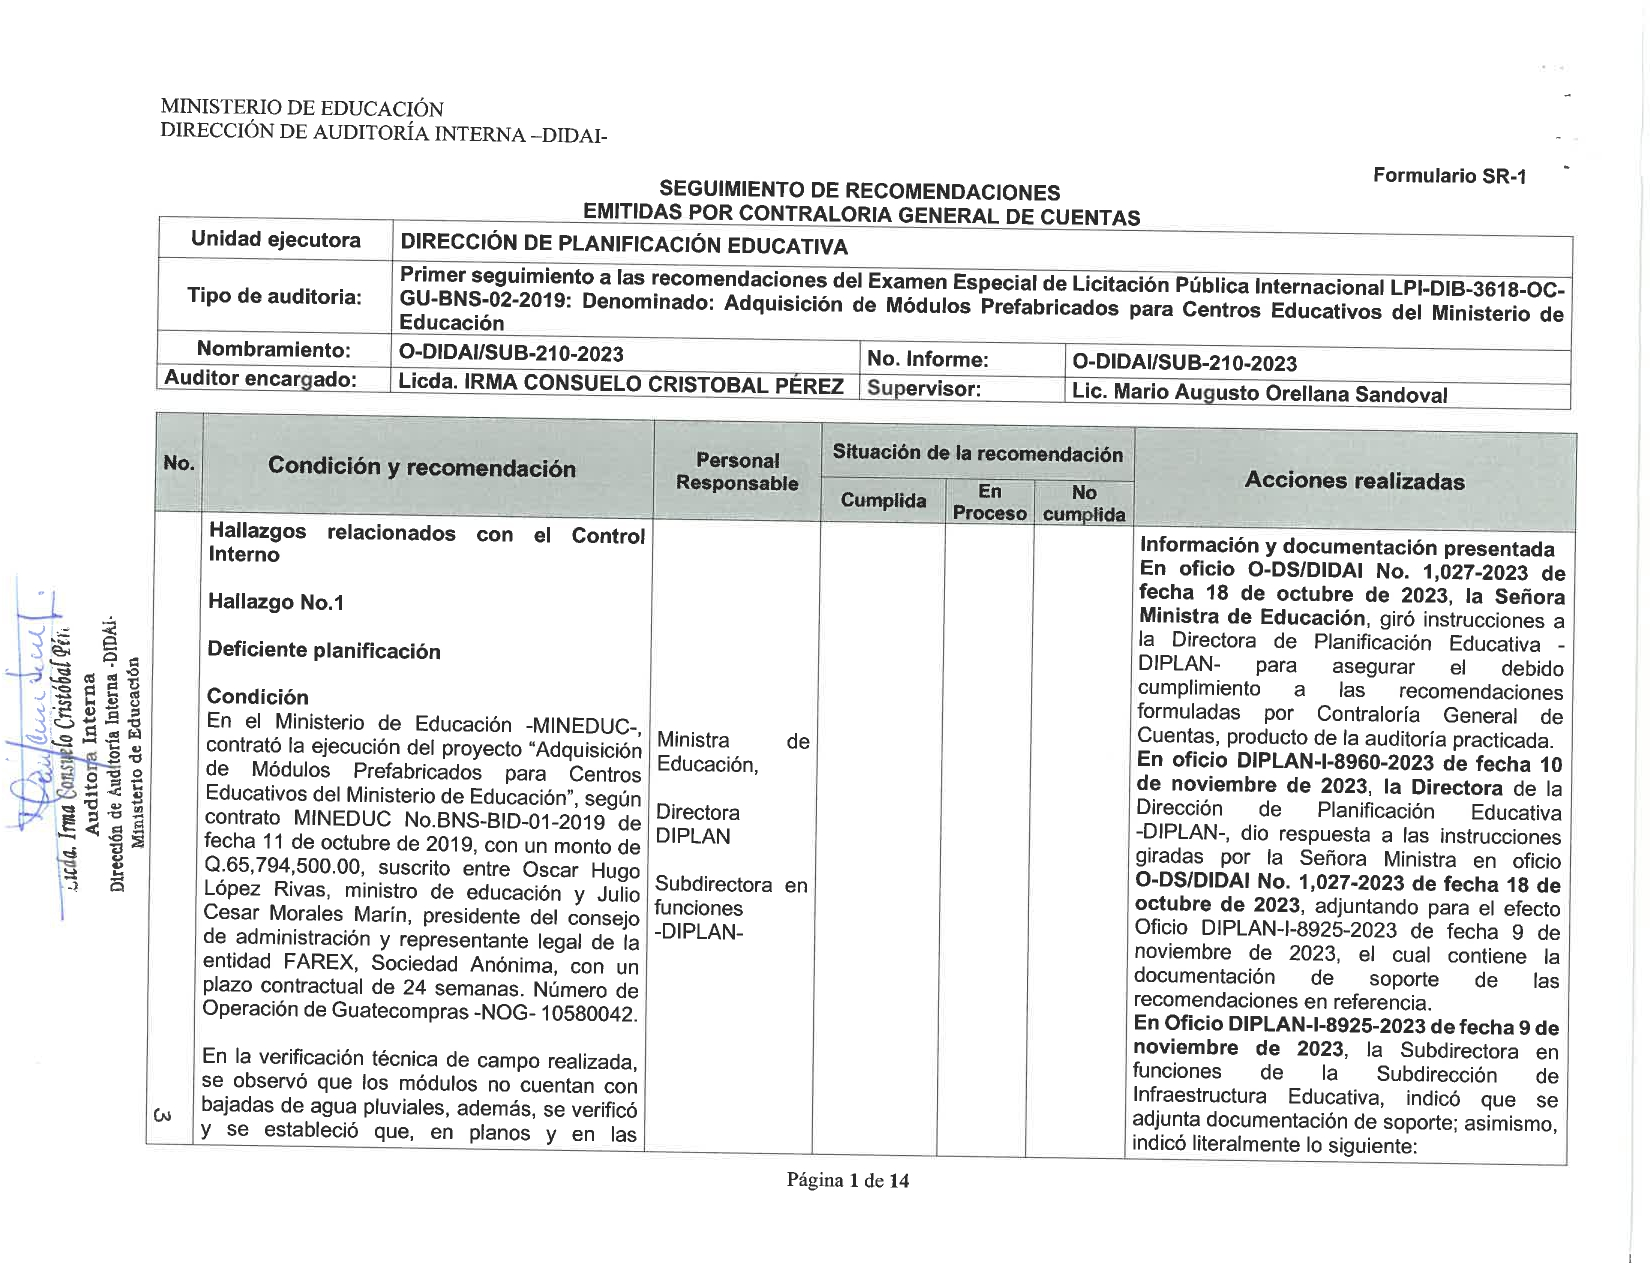 MINISTERIO DE EDUCACIÓN
DIRECCIÓN DE AUDITORÍA INTERNA –DIDAI-
Formulario SR-1
SEGUIMIENTO DE RECOMENDACIONES
EMITIDAS POR CONTRALORIA GENERAL DE CUENTAS
Unidad ejecutora
DIRECCIÓN DE PLANIFICACIÓN EDUCATIVA
Tipo de auditoria:
Primer seguimiento a las recomendaciones del Examen Especial de Licitación Pública Internacional LPI-DIB-3618-OC-
GU-BNS-02-2019: Denominado: Adquisición de Módulos Prefabricados para Centros Educativos del Ministerio de
Educación
Nombramiento:
O-DIDAI/SUB-210-2023
No. Informe:
O-DIDAI/SUB-210-2023
Auditor encargado:
Licda. IRMA CONSUELO CRISTOBAL PÉREZ
Supervisor:
Lic. Mario Augusto Orellana Sandoval
No.
Condición y recomendación
Personal
Responsable
Situación de la recomendación
Cumplida
En
Proceso
No
cumplida
Acciones realizadas
Hallazgos relacionados con el Control
Interno
Hallazgo No.1
Deficiente planificación
Condición
En el Ministerio de Educación -MINEDUC-,
contrató la ejecución del proyecto “Adquisición
de Módulos Prefabricados para Centros
Educativos del Ministerio de Educación”, según
contrato MINEDUC No.BNS-BID-01-2019 de
fecha 11 de octubre de 2019, con un monto de
Q.65,794,500.00, suscrito entre Oscar Hugo
López Rivas, ministro de educación y Julio
Cesar Morales Marín, presidente del consejo
de administración y representante legal de la
entidad FAREX, Sociedad Anónima, con un
plazo contractual de 24 semanas. Número de
Operación de Guatecompras -NOG- 10580042.
En la verificación técnica de campo realizada,
se observó que los módulos no cuentan con
bajadas de agua pluviales, además, se verificó
y se estableció que, en planos y en las
Ministra de
Educación,
Directora
DIPLAN
Subdirectora en
funciones
-DIPLAN-
Información y documentación presentada
En oficio O-DS/DIDAI No. 1,027-2023 de
fecha 18 de octubre de 2023, la Señora
Ministra de Educación, giró instrucciones a
la Directora de Planificación Educativa -
DIPLAN- para asegurar el debido
cumplimiento a las recomendaciones
formuladas por Contraloría General de
Cuentas, producto de la auditoría practicada.
En oficio DIPLAN-I-8960-2023 de fecha 10
de noviembre de 2023, la Directora de la
Dirección de Planificación Educativa
-DIPLAN-, dio respuesta a las instrucciones
giradas por la Señora Ministra en oficio
O-DS/DIDAI No. 1,027-2023 de fecha 18 de
octubre de 2023, adjuntando para el efecto
Oficio DIPLAN-I-8925-2023 de fecha 9 de
noviembre de 2023, el cual contiene la
documentación de soporte de las
recomendaciones en referencia.
En Oficio DIPLAN-I-8925-2023 de fecha 9 de
noviembre de 2023, la Subdirectora en
funciones de la Subdirección de
Infraestructura Educativa, indicó que se
adjunta documentación de soporte; asimismo,
indicó literalmente lo siguiente:
Licda. Irma Consuelo Cristóbal
Auditora Interna
Dirección de Auditoría Interna -DIDAI-
Ministerio de Educación
3
Página 1 de 14